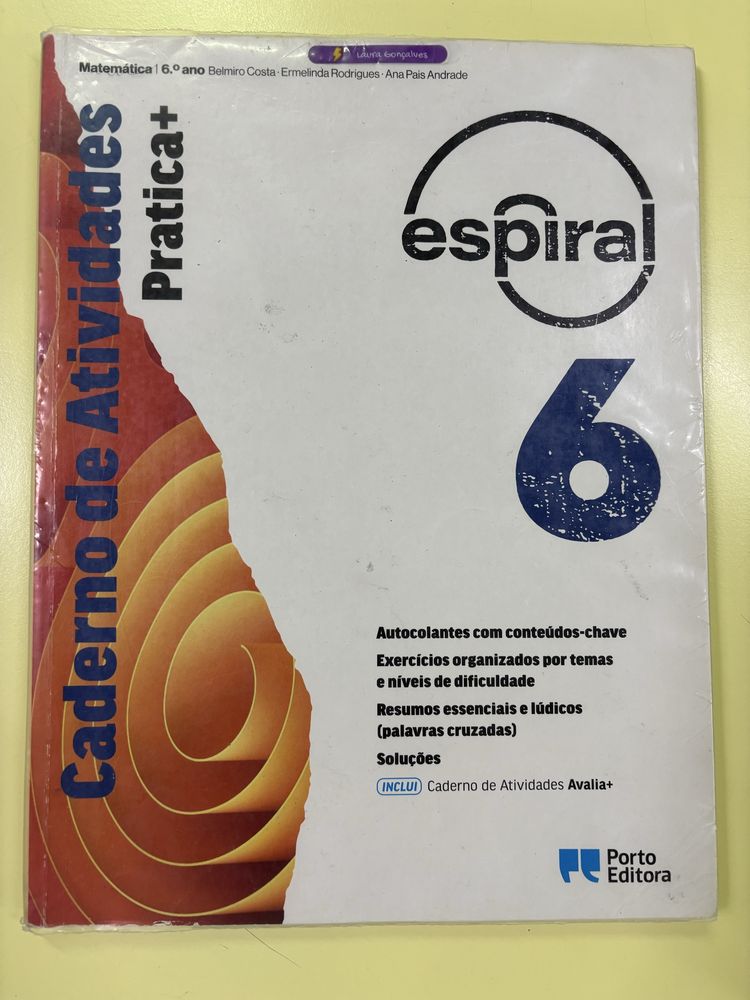 Laura Gonçalves
Matemática | 6.º ano Belmiro Costa · Ermelinda Rodrigues · Ana Pais Andrade
Caderno de Atividades
Pratica+
espiral
6
Autocolantes com conteúdos-chave
Exercícios organizados por temas
e níveis de dificuldade
Resumos essenciais e lúdicos
(palavras cruzadas)
Soluções
INCLUI Caderno de Atividades Avalia+
Porto
Editora